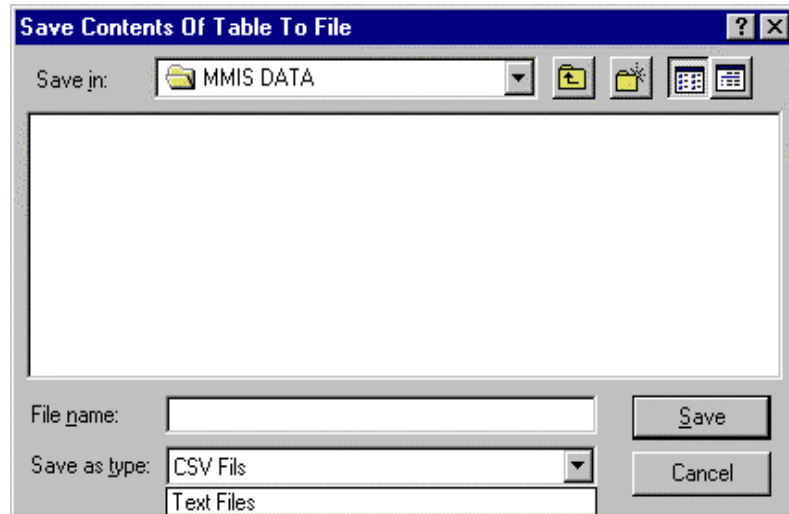 Save Contents Of Table To File
Save in: MMIS DATA
File name: Save
Save as type: CSV Fils Cancel
Text Files